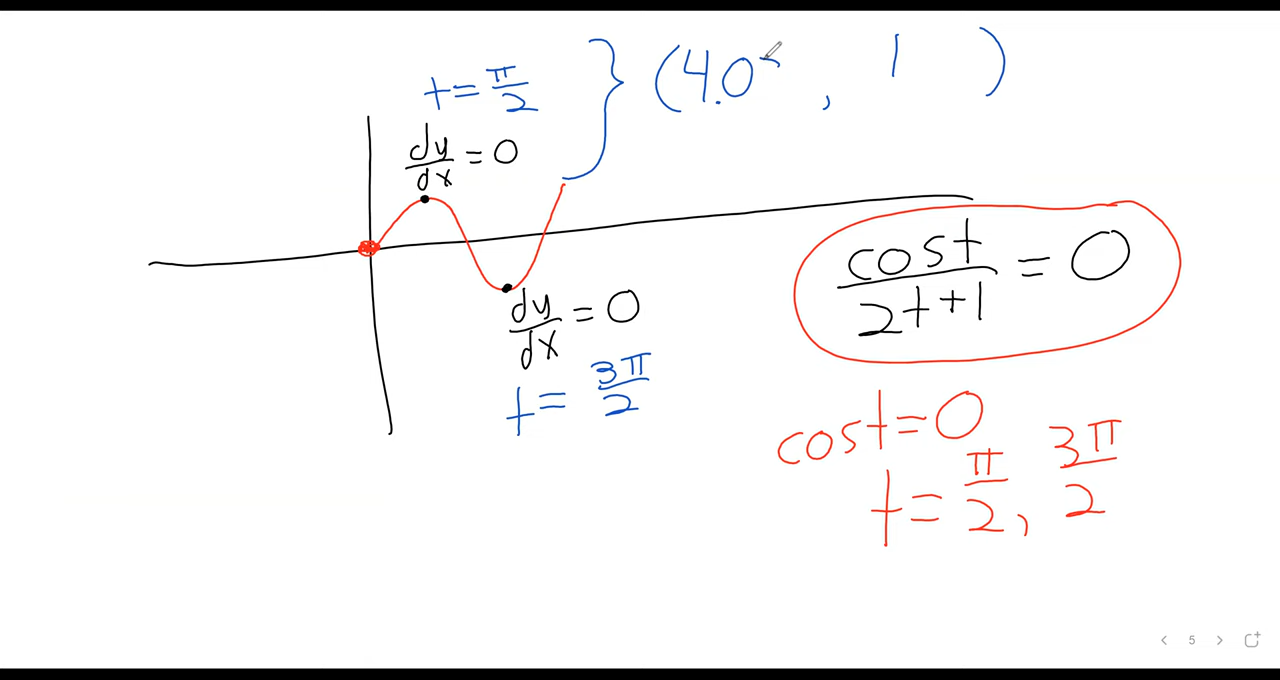 t = π/2 } (4.0 , 1 )
dy/dx = 0
cos t / 2t+1 = 0
dy/dx = 0
t = 3π/2
cos t = 0
t = π/2, 3π/2
5